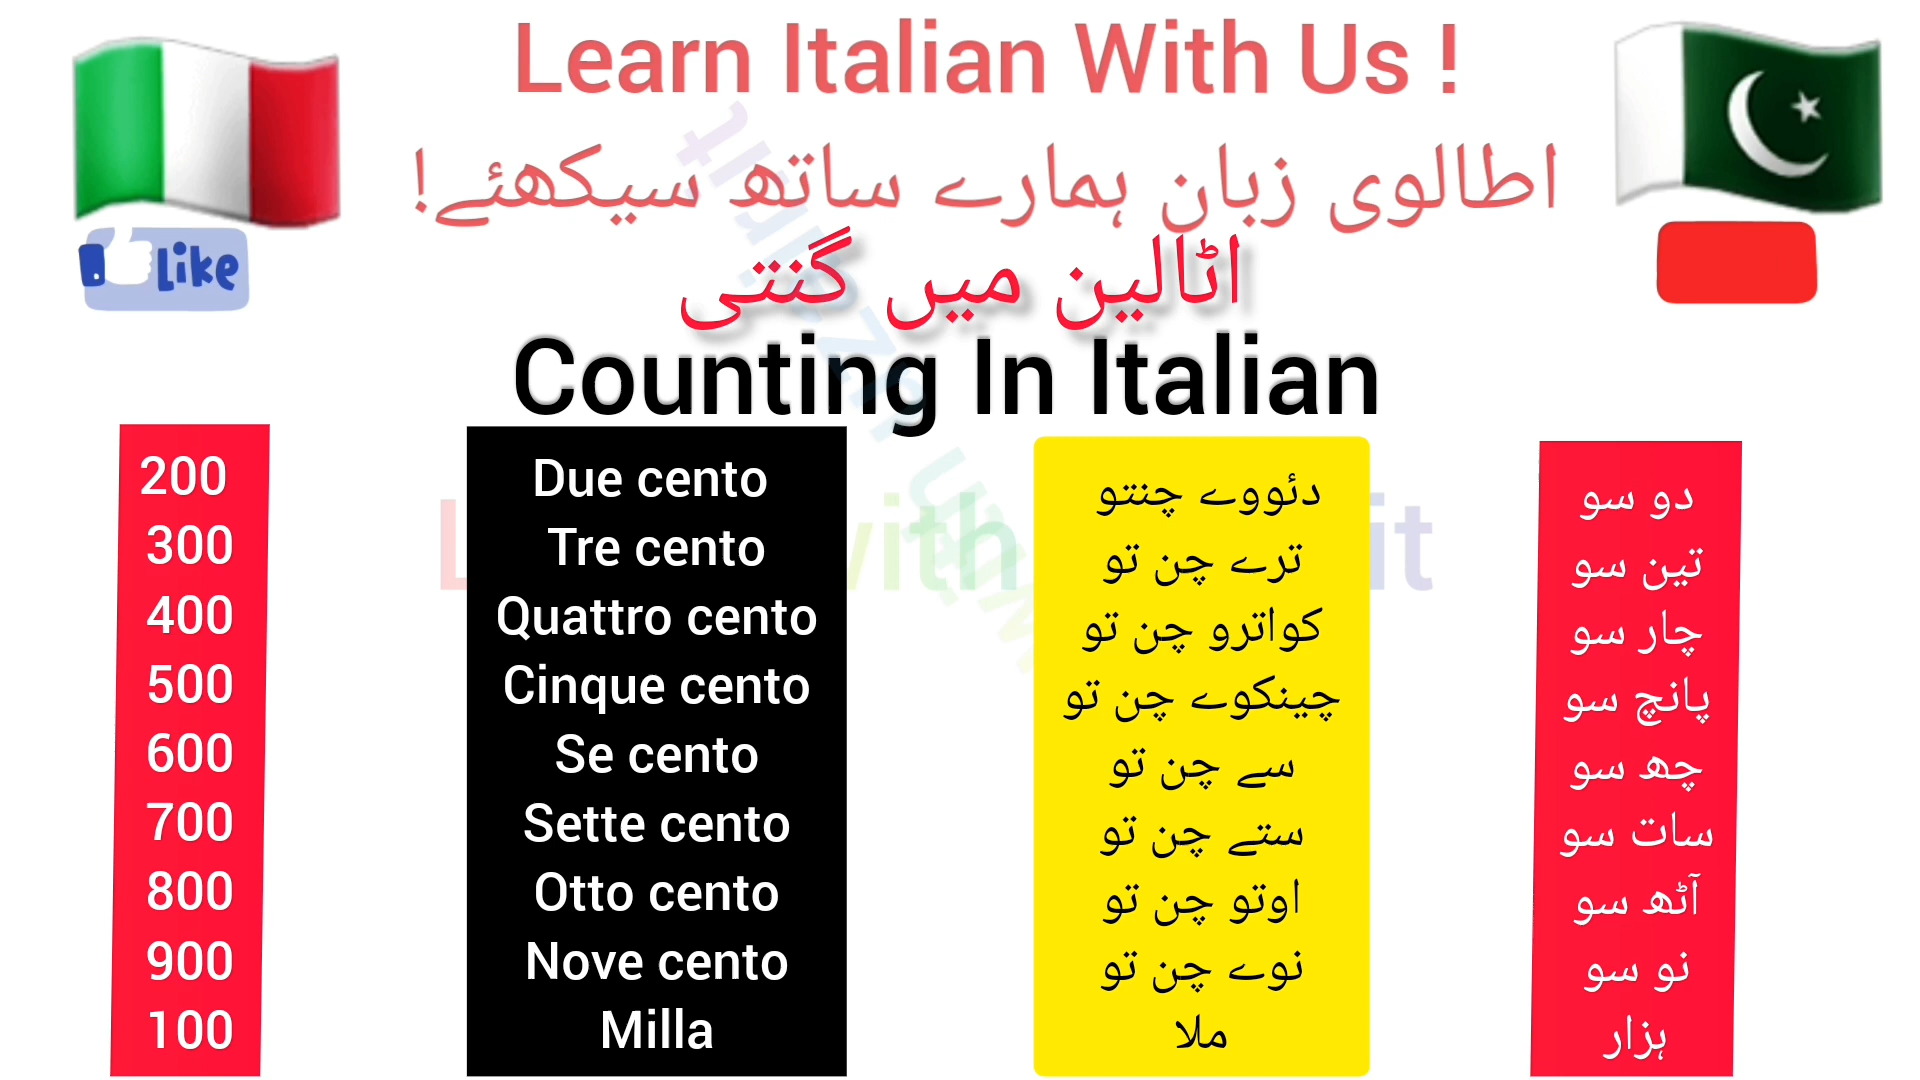 Learn Italian With Us !
اطالوی زبان ہمارے ساتھ سیکھئے!
Like
اٹالین میں گنتی
Counting In Italian
200 Due cento دئووے چنتو دو سو
300 Tre cento ترے چن تو تین سو
400 Quattro cento کواترو چن تو چار سو
500 Cinque cento چینکوے چن تو پانچ سو
600 Se cento سے چن تو چھ سو
700 Sette cento ستے چن تو سات سو
800 Otto cento اوتو چن تو آٹھ سو
900 Nove cento نوے چن تو نو سو
100 Milla ملا ہزار